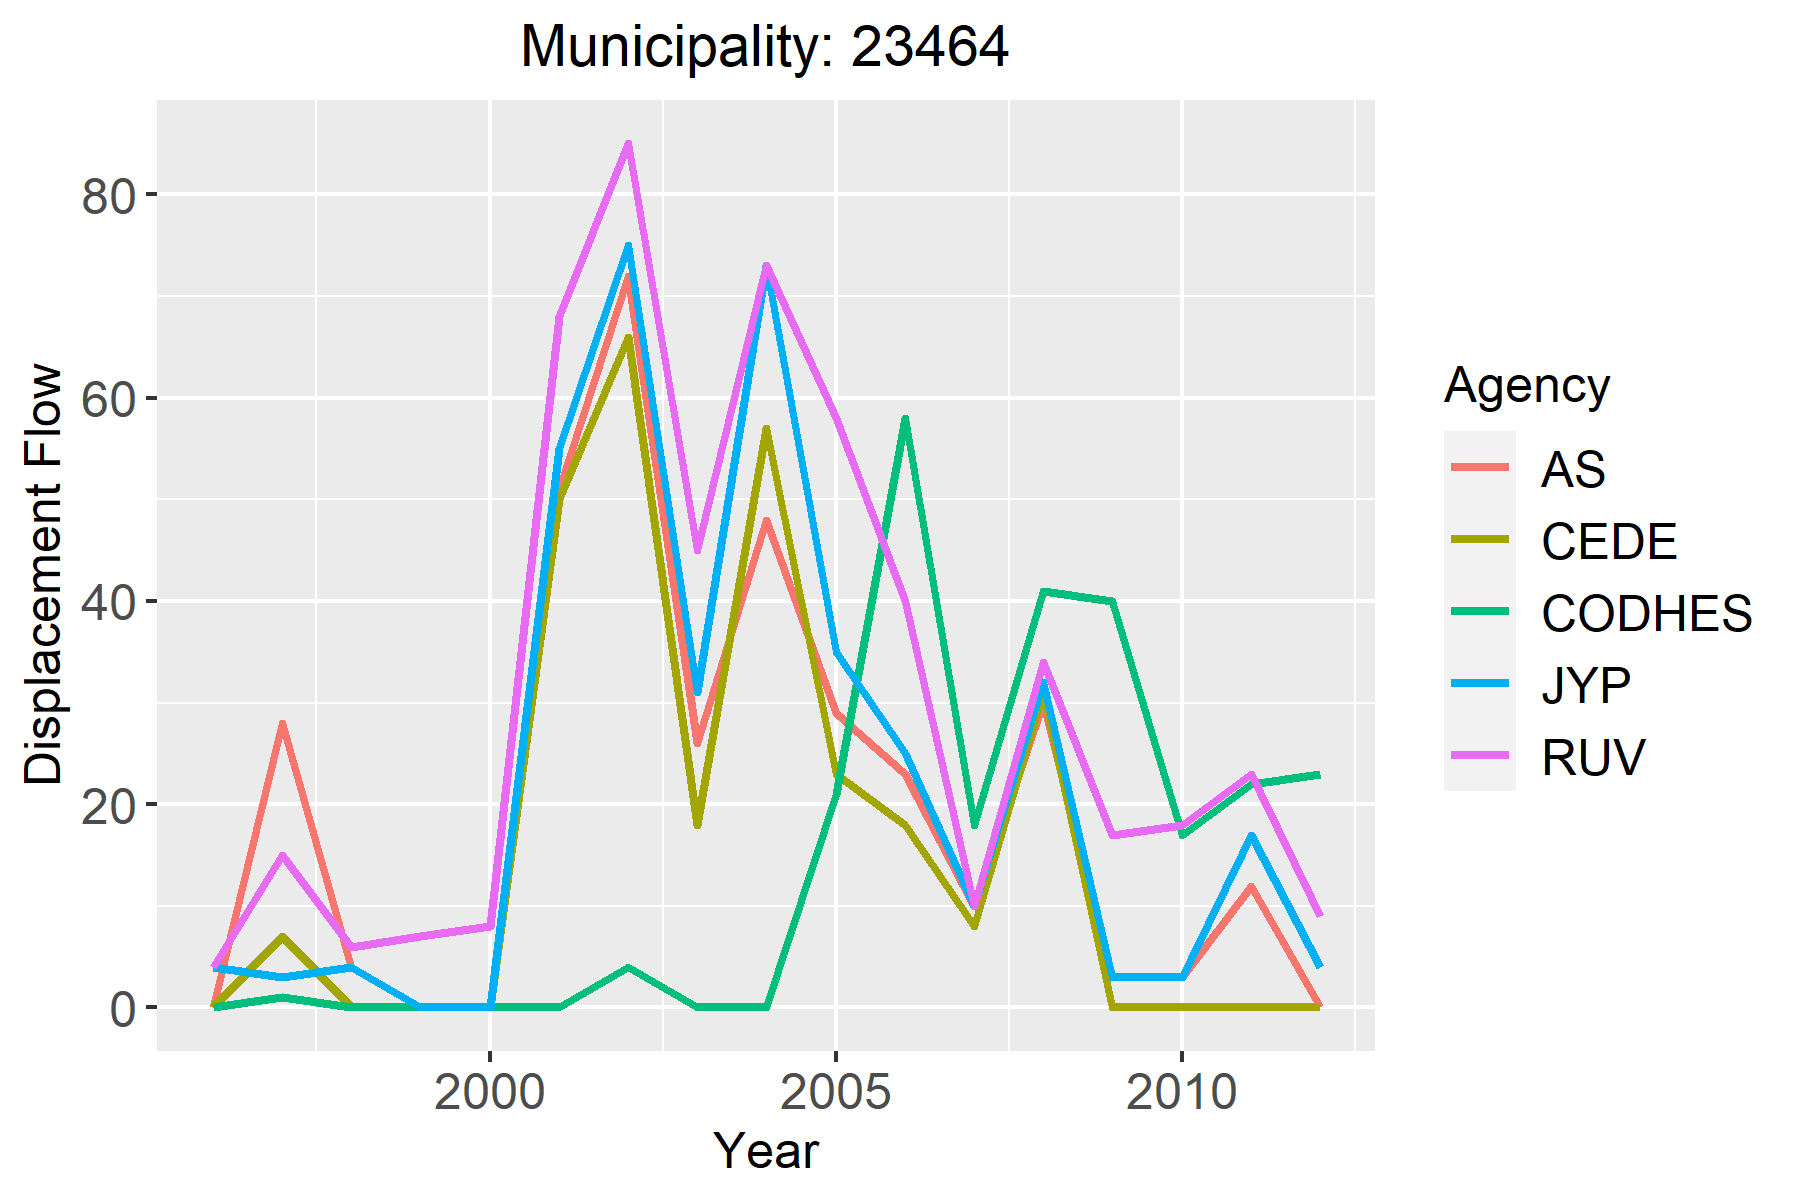 Municipality: 23464
Displacement Flow
80
60
40
20
0
2000 2005 2010
Year
Agency
AS
CEDE
CODHES
JYP
RUV